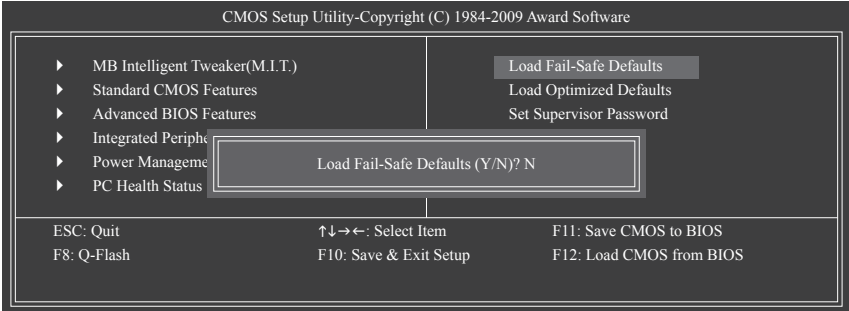 CMOS Setup Utility-Copyright (C) 1984-2009 Award Software
MB Intelligent Tweaker(M.I.T.)
Standard CMOS Features
Advanced BIOS Features
Integrated Periphe
Power Manageme
PC Health Status
Load Fail-Safe Defaults
Load Optimized Defaults
Set Supervisor Password
Load Fail-Safe Defaults (Y/N)? N
ESC: Quit
↑↓→←: Select Item
F11: Save CMOS to BIOS
F8: Q-Flash
F10: Save & Exit Setup
F12: Load CMOS from BIOS